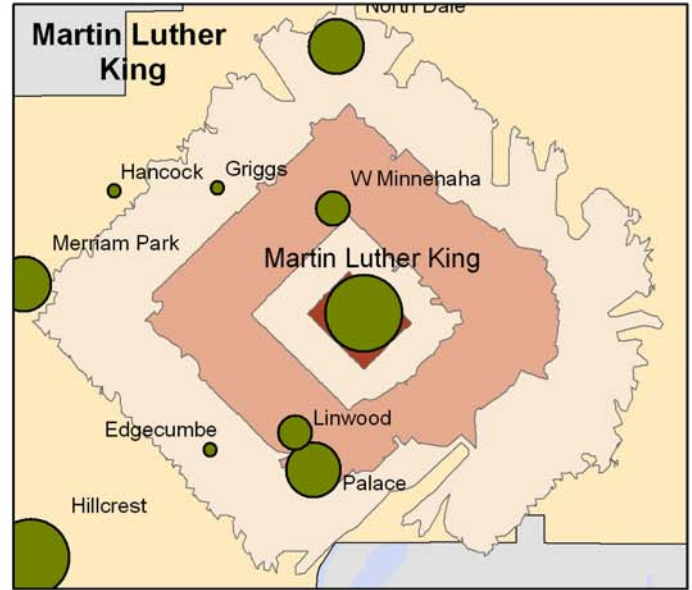 North Dale
Martin Luther
King
Hancock
Griggs
W Minnehaha
Merriam Park
Martin Luther King
Linwood
Edgecumbe
Palace
Hillcrest